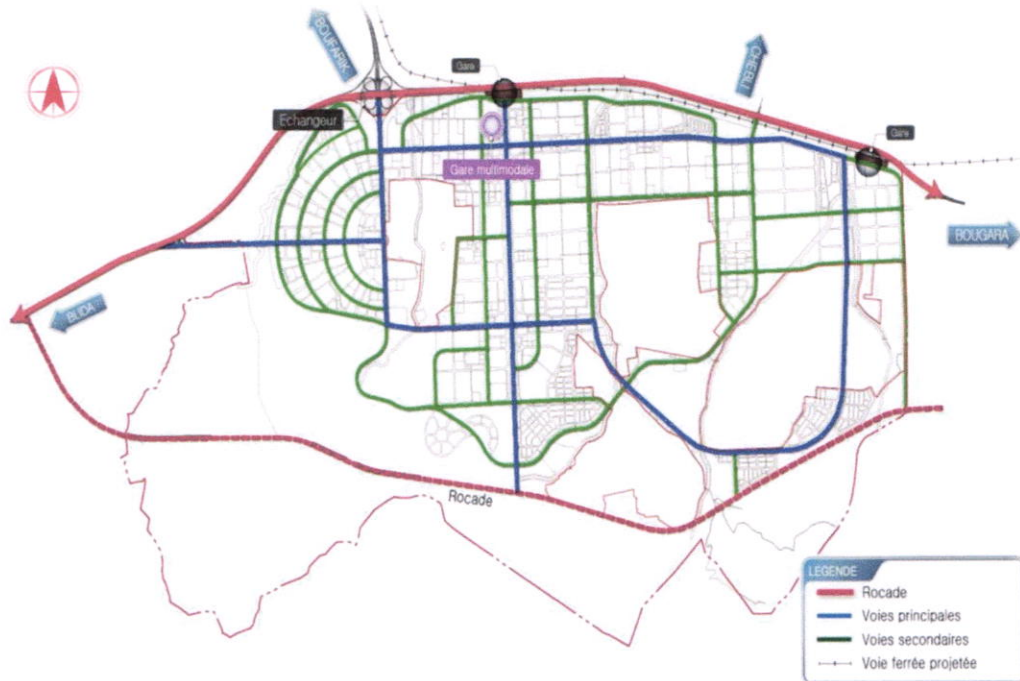 BOUFARIK
Gare
CHEBLI
Echangeur
Gare
Gare multimodale
BOUGARA
BLIDA
Rocade
LEGENDE
Rocade
Voies principales
Voies secondaires
Voie ferrée projetée